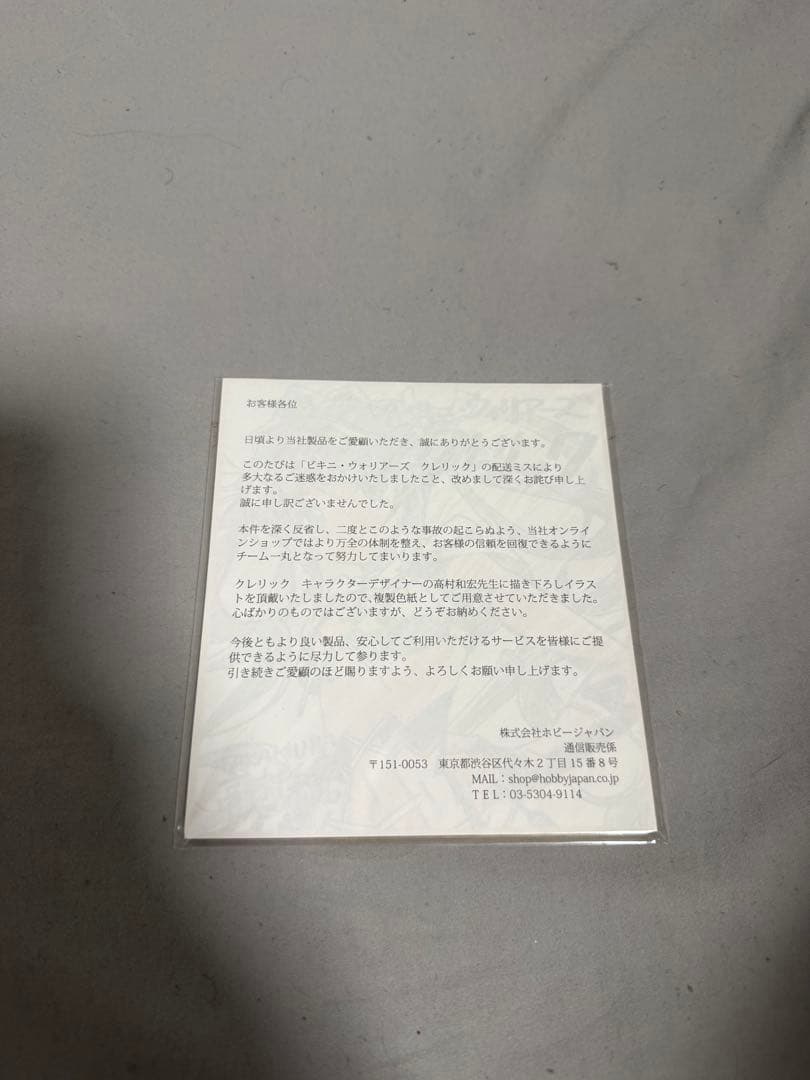 お客様各位
日頃より当社製品をご愛顧いただき、誠にありがとうございます。
このたびは「ビキニ・ウォリアーズ　クレリック」の配送ミスにより
多大なるご迷惑をおかけいたしましたこと、改めまして深くお詫び申し上
げます。
誠に申し訳ございませんでした。
本件を深く反省し、二度とこのような事故の起こらぬよう、当社オンライ
ンショップではより万全の体制を整え、お客様の信頼を回復できるように
チーム一丸となって努力してまいります。
クレリック　キャラクターデザイナーの高村和宏先生に描き下ろしイラス
トを頂戴いたしましたので、複製色紙としてご用意させていただきました。
心ばかりのものではございますが、どうぞお納めください。
今後ともより良い製品、安心してご利用いただけるサービスを皆様にご提
供できるように尽力して参ります。
引き続きご愛顧のほど賜りますよう、よろしくお願い申し上げます。
株式会社ホビージャパン
通信販売係
〒151-0053　東京都渋谷区代々木２丁目15番8号
MAIL：shop@hobbyjapan.co.jp
ＴＥＬ：03-5304-9114